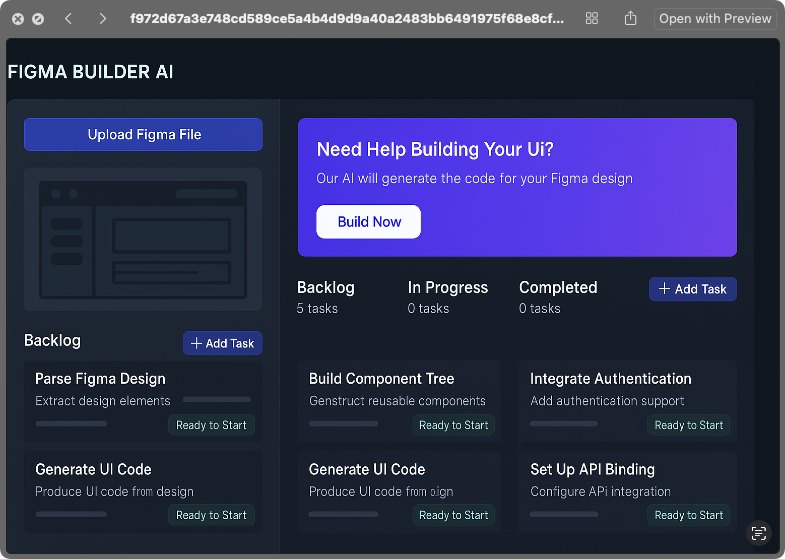 f972d67a3e748cd589ce5a4b4d9d9a40a2483bb6491975f68e8cf...
Open with Preview
FIGMA BUILDER AI
Upload Figma File
Need Help Building Your Ui?
Our AI will generate the code for your Figma design
Build Now
Backlog
5 tasks
In Progress
0 tasks
Completed
0 tasks
+ Add Task
Backlog
+ Add Task
Parse Figma Design
Extract design elements
Ready to Start
Build Component Tree
Genstruct reusable components
Ready to Start
Integrate Authentication
Add authentication support
Ready to Start
Generate UI Code
Produce UI code from design
Ready to Start
Generate UI Code
Produce UI code from o.ign
Ready to Start
Set Up API Binding
Configure APi integration
Ready to Start